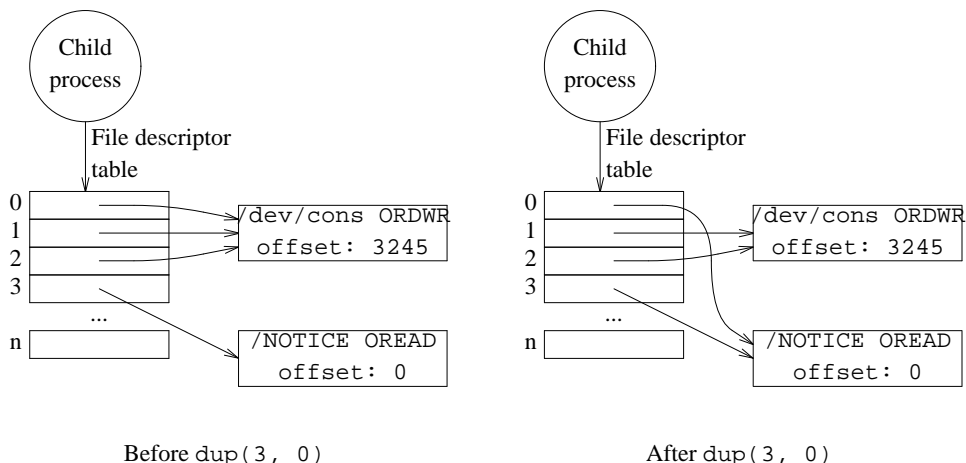 Child
process
File descriptor
table
0
1
2
3
...
n
/dev/cons ORDWR
offset: 3245
/NOTICE OREAD
offset: 0
Before dup(3, 0)
Child
process
File descriptor
table
0
1
2
3
...
n
/dev/cons ORDWR
offset: 3245
/NOTICE OREAD
offset: 0
After dup(3, 0)